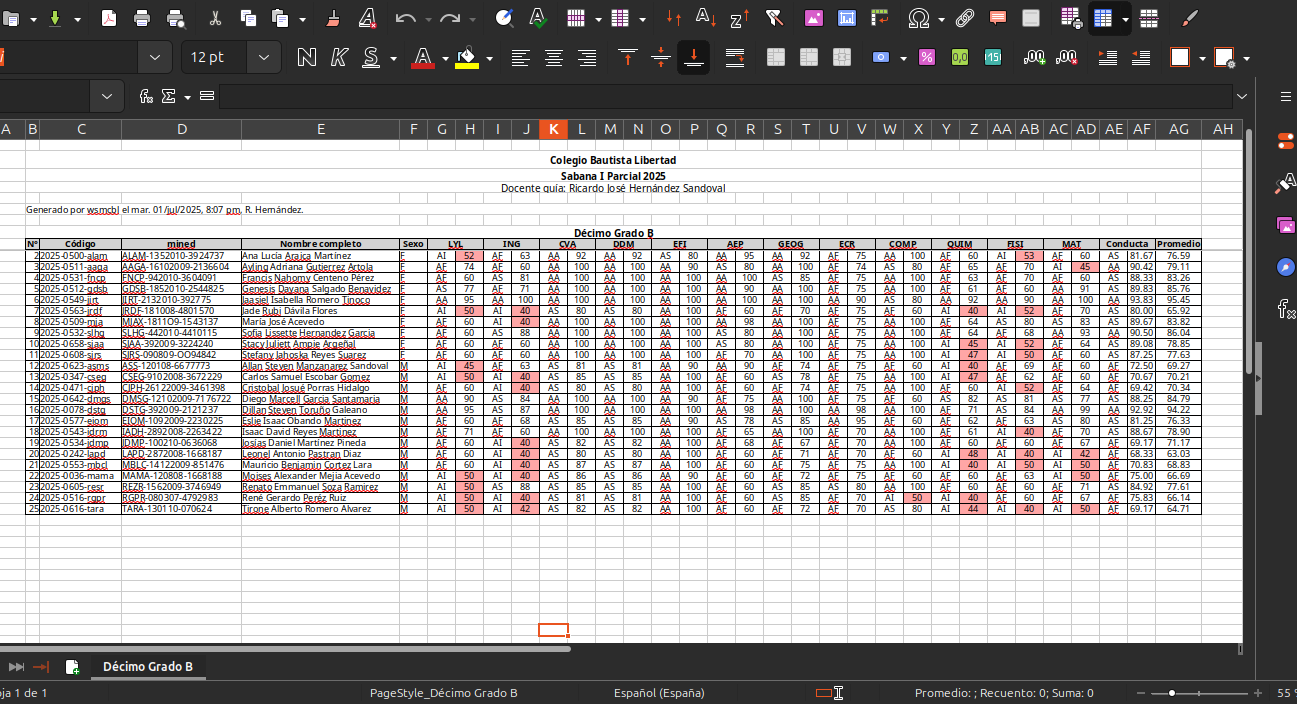 12 pt
N K S A
A B C D E F G H I J K L M N O P Q R S T U V W X Y Z AA AB AC AD AE AF AG AH
Colegio Bautista Libertad
Sabana I Parcial 2025
Docente guía: Ricardo José Hernández Sandoval
Generado por wsmcbl el mar. 01/jul/2025, 8:07 pm, R. Hernández.
Décimo Grado B
Nº Código mined Nombre completo Sexo LYL ING CVA DDM EFI AEP GEOG ECR COMP QUIM FISI MAT Conducta Promedio
2 2025-0500-alam ALAM-1352010-3924737 Ana Lucía Araica Martínez F AI 52 AF 63 AA 92 AA 92 AS 80 AA 95 AA 92 AF 75 AA 100 AF 60 AI 53 AF 60 AS 81.67 76.59
3 2025-0511-aaga AAGA-16102009-2136604 Ayling Adriana Gutierrez Artola F AF 74 AF 60 AA 100 AA 100 AA 90 AS 80 AA 100 AF 74 AS 80 AF 65 AF 70 AI 45 AA 90.42 79.11
4 2025-0531-fncp FNCP-942010-3604091 Francis Nahomy Centeno Pérez F AF 60 AS 81 AA 100 AA 100 AA 100 AA 100 AS 85 AF 75 AA 100 AF 63 AF 70 AF 60 AS 88.33 83.26
5 2025-0512-gdsb GDSB-1852010-2544825 Genesis Dayana Salgado Benavidez F AS 77 AF 71 AA 100 AA 100 AA 90 AA 100 AA 100 AF 75 AA 100 AF 61 AF 60 AA 91 AS 89.83 85.76
6 2025-0549-jirt JIRT-2132010-392775 Jaasiel Isabella Romero Tinoco F AA 95 AA 100 AA 100 AA 100 AA 100 AA 100 AA 100 AA 90 AS 80 AA 92 AA 90 AA 100 AA 93.83 95.45
7 2025-0563-jrdf JRDF-181008-4801570 Jade Rubi Dávila Flores F AI 50 AI 40 AS 80 AS 80 AA 100 AF 60 AF 70 AF 75 AA 100 AI 40 AI 52 AF 70 AS 80.00 65.92
8 2025-0509-mja MJAX-1811O9-1543137 María José Acevedo F AF 60 AI 40 AA 100 AA 100 AA 100 AA 98 AA 100 AF 75 AA 100 AF 64 AS 80 AS 83 AS 89.67 83.82
9 2025-0532-slhg SLHG-442010-4410115 Sofia Lissette Hernandez Garcia F AF 60 AS 88 AA 100 AA 100 AA 100 AA 98 AA 100 AF 75 AA 100 AF 64 AF 68 AA 93 AA 90.50 86.04
10 2025-0658-sjaa SJAA-392009-3224240 Stacy Juliett Ampie Argeñal F AF 60 AF 60 AA 100 AA 100 AA 100 AS 80 AA 100 AF 75 AA 100 AI 45 AI 52 AF 64 AS 89.08 78.85
11 2025-0608-sjrs SJRS-090809-OO94842 Stefany Jahoska Reyes Suarez F AF 60 AF 60 AA 100 AA 100 AA 100 AF 70 AA 100 AF 75 AA 100 AI 47 AI 50 AF 60 AS 87.25 77.63
12 2025-0623-asms ASS-120108-6677773 Allan Steven Manzanarez Sandoval M AI 45 AF 63 AS 81 AS 81 AA 90 AA 90 AF 74 AF 75 AA 100 AI 40 AF 69 AF 60 AF 72.50 69.27
13 2025-0347-cseg CSEG-9102008-3672229 Carlos Samuel Escobar Gomez M AI 50 AI 40 AS 85 AS 85 AA 100 AF 60 AS 78 AF 75 AA 100 AI 47 AF 62 AF 60 AF 70.67 70.21
14 2025-0471-cjph CJPH-26122009-3461398 Cristobal Josué Porras Hidalgo M AF 60 AI 40 AS 80 AS 80 AA 100 AF 60 AF 74 AF 75 AA 100 AF 60 AI 52 AF 64 AF 69.42 70.34
15 2025-0642-dmgs DMSG-12102009-7176722 Diego Marcell Garcia Santamaria M AA 90 AS 84 AA 100 AA 100 AA 90 AF 75 AA 100 AF 75 AF 60 AS 82 AS 81 AS 77 AS 88.25 84.79
16 2025-0078-dstg DSTG-392009-2121237 Dillan Steven Toruño Galeano M AA 95 AS 87 AA 100 AA 100 AA 100 AA 98 AA 100 AA 98 AA 100 AF 71 AS 84 AA 99 AA 92.92 94.22
17 2025-0577-ejom EJOM-1092009-2230225 Eslie Isaac Obando Martinez M AF 60 AF 68 AS 85 AS 85 AA 90 AS 78 AS 85 AA 95 AF 60 AF 62 AF 63 AS 80 AS 81.25 76.33
18 2025-0543-idrm IADH-2892008-2233268 Isaac David Reyes Martinez M AF 71 AF 60 AA 100 AA 100 AA 100 AF 65 AA 100 AF 75 AA 100 AF 61 AI 40 AF 70 AS 88.67 78.90
19 2025-0534-jdmp JDMP-100210-0636068 Josías Daniel Martínez Pineda M AF 60 AI 40 AS 82 AS 82 AA 100 AF 68 AF 67 AF 70 AA 100 AF 60 AF 60 AF 60 AF 69.17 71.17
20 2025-0242-lapd LAPD-2872008-1668187 Leonel Antonio Pastran Diaz M AF 60 AI 40 AS 80 AS 80 AA 100 AF 60 AF 71 AF 70 AF 60 AI 48 AI 40 AI 42 AF 68.33 63.03
21 2025-0553-mbcl MBLC-14122009-851476 Mauricio Benjamin Cortez Lara M AF 60 AI 40 AS 87 AS 87 AA 100 AF 60 AF 75 AF 75 AA 100 AI 40 AI 50 AI 50 AF 70.83 68.83
22 2025-0036-mama MAMA-120808-1668188 Moises Alexander Mejía Acevedo M AI 50 AI 40 AS 86 AS 86 AA 90 AF 60 AF 72 AF 75 AF 60 AF 60 AF 63 AI 50 AF 75.00 66.69
23 2025-0605-resr REZR-1562009-3746949 Renato Emmanuel Soza Ramirez M AI 50 AS 88 AS 85 AS 85 AA 100 AA 100 AS 85 AF 75 AA 100 AF 60 AF 60 AF 71 AS 84.92 77.61
24 2025-0516-rgpr RGPR-080307-4792983 René Gerardo Peréz Ruiz M AI 50 AI 40 AS 81 AS 81 AA 100 AF 60 AS 85 AF 70 AI 50 AI 40 AF 60 AF 67 AF 75.83 66.14
25 2025-0616-tara TARA-130110-070624 Tirone Alberto Romero Alvarez M AI 50 AI 42 AS 82 AS 82 AA 100 AF 60 AF 72 AF 70 AS 80 AI 44 AI 40 AI 50 AF 69.17 64.71
Décimo Grado B
oja 1 de 1 PageStyle_Décimo Grado B Español (España) Promedio: ; Recuento: 0; Suma: 0 55